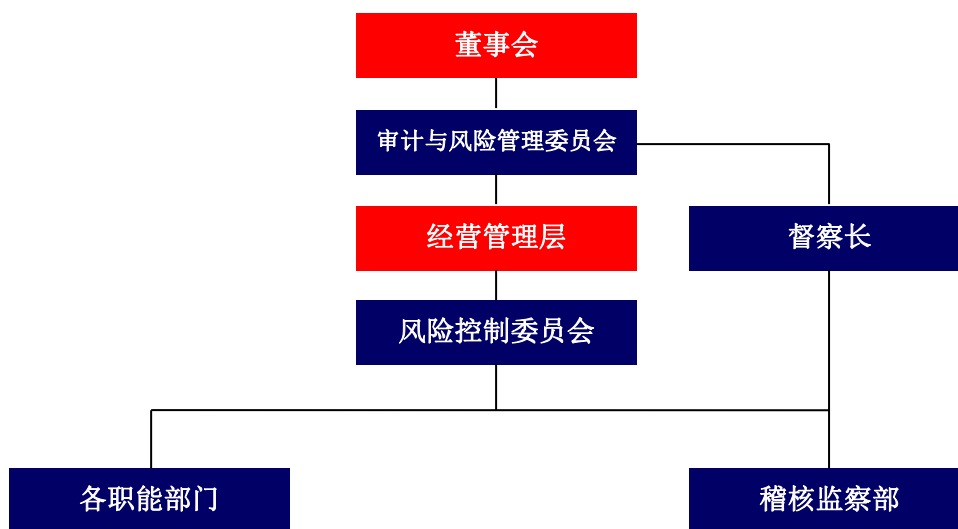 董事会
审计与风险管理委员会
经营管理层
督察长
风险控制委员会
各职能部门
稽核监察部